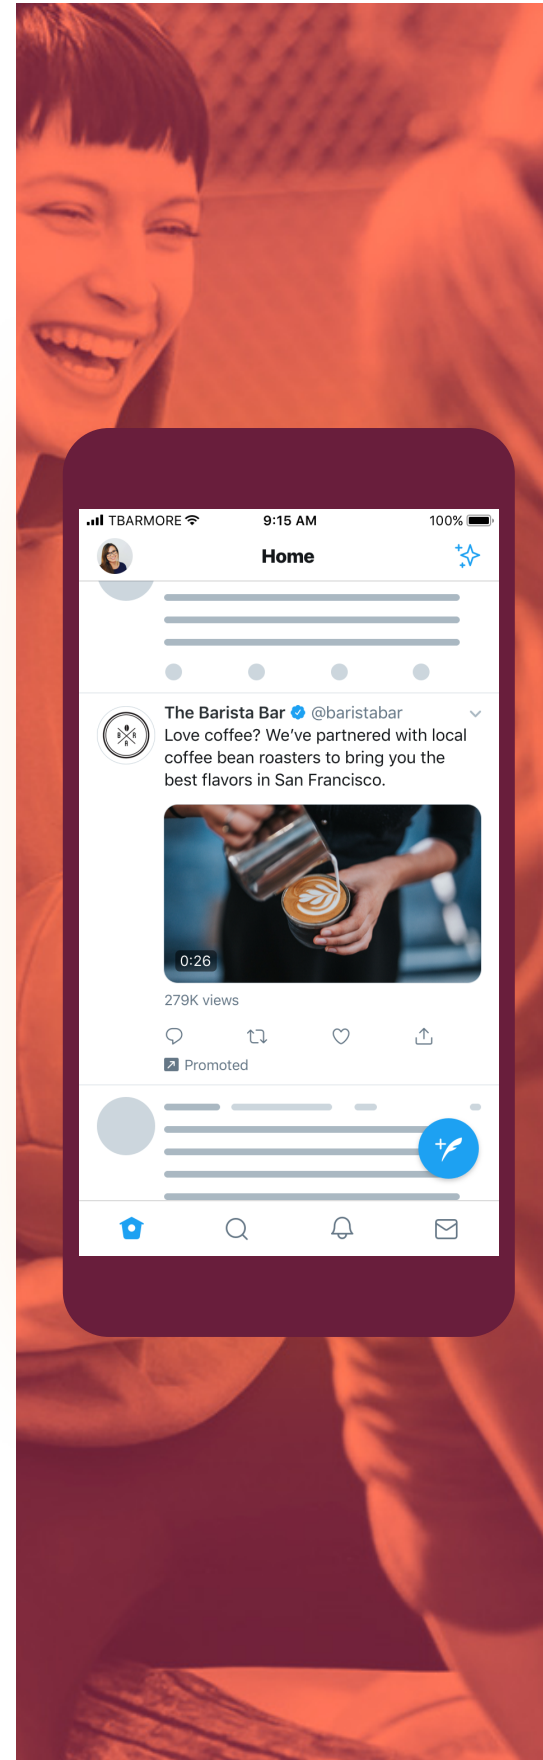 TBARMORE 9:15 AM 100%
Home
The Barista Bar @baristabar
Love coffee? We’ve partnered with local
coffee bean roasters to bring you the
best flavors in San Francisco.
B R
A
0:26
279K views
Promoted